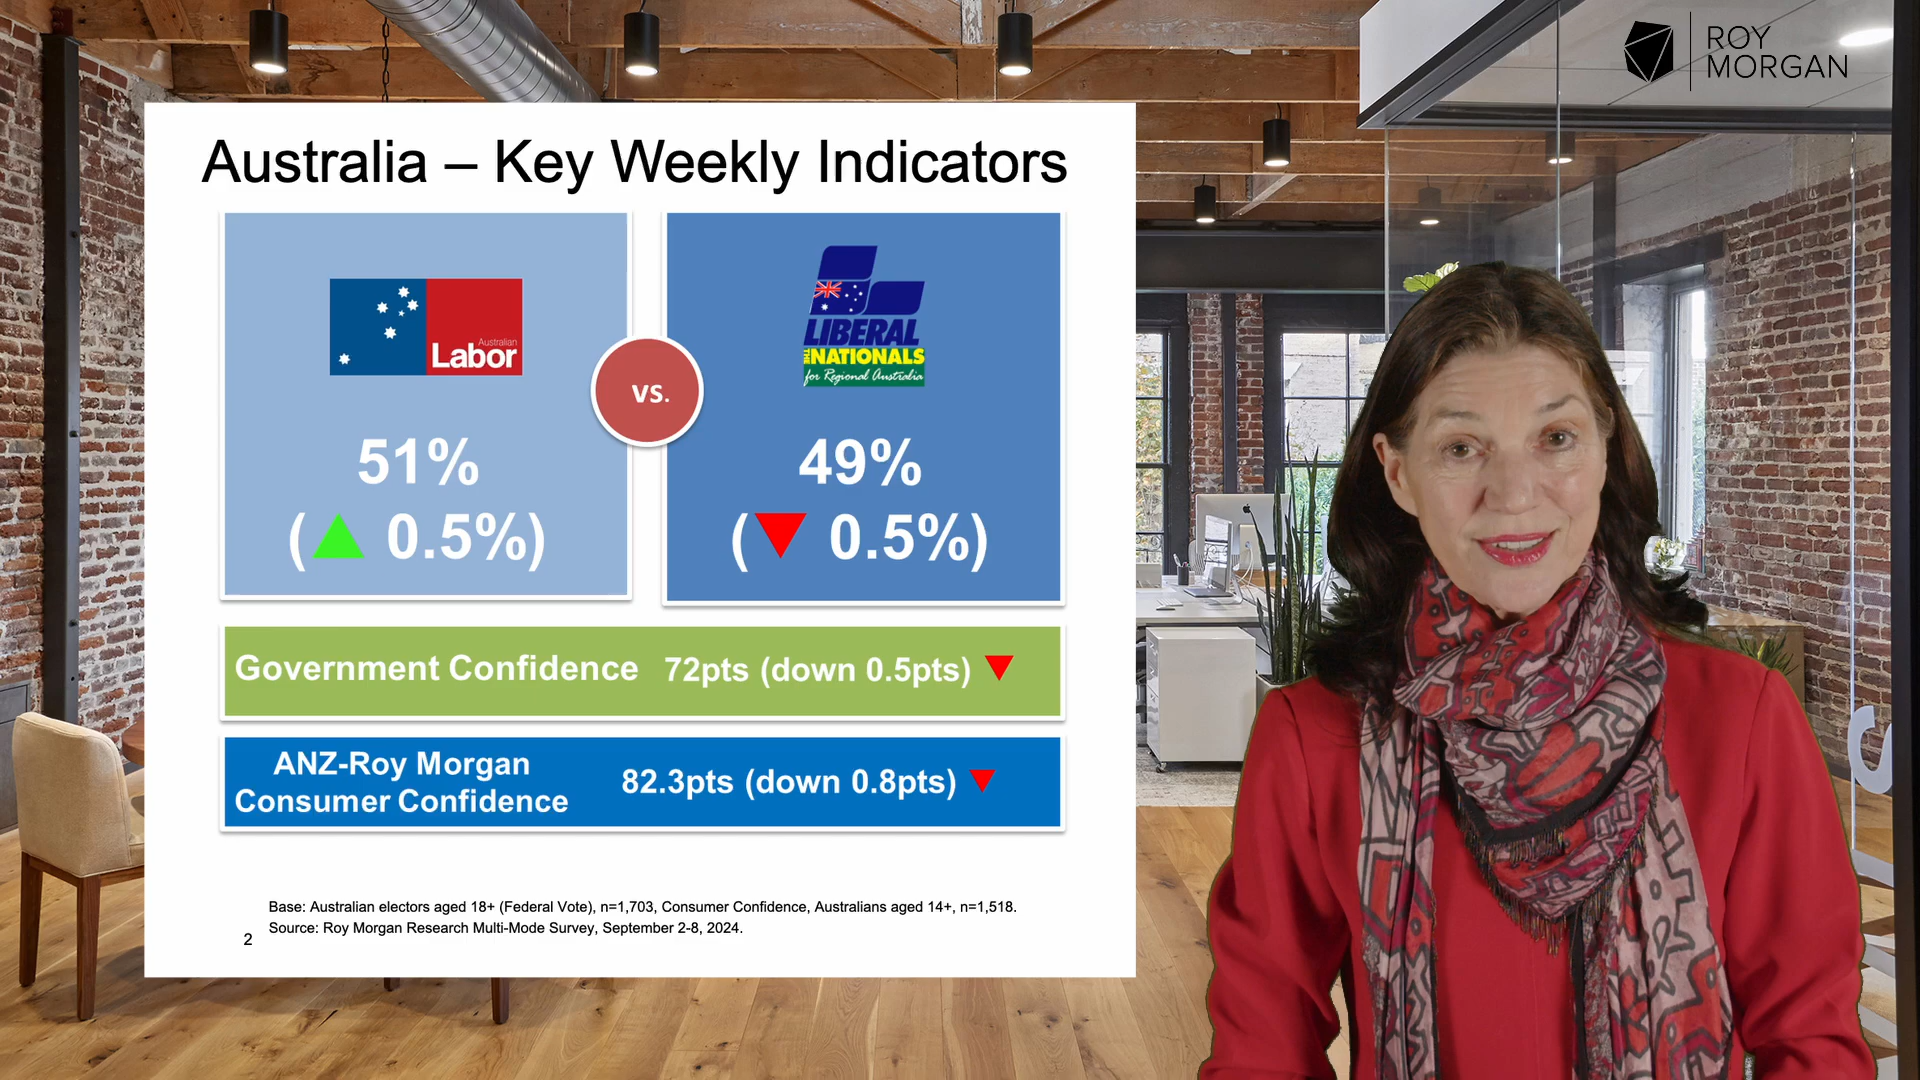 ROY
MORGAN
Australia – Key Weekly Indicators
Australian
Labor
LIBERAL
THE NATIONALS
for Regional Australia
vs.
51%
49%
(▲ 0.5%)
(▼ 0.5%)
Government Confidence 72pts (down 0.5pts) ▼
ANZ-Roy Morgan
Consumer Confidence
82.3pts (down 0.8pts) ▼
Base: Australian electors aged 18+ (Federal Vote), n=1,703, Consumer Confidence, Australians aged 14+, n=1,518.
Source: Roy Morgan Research Multi-Mode Survey, September 2-8, 2024.
2